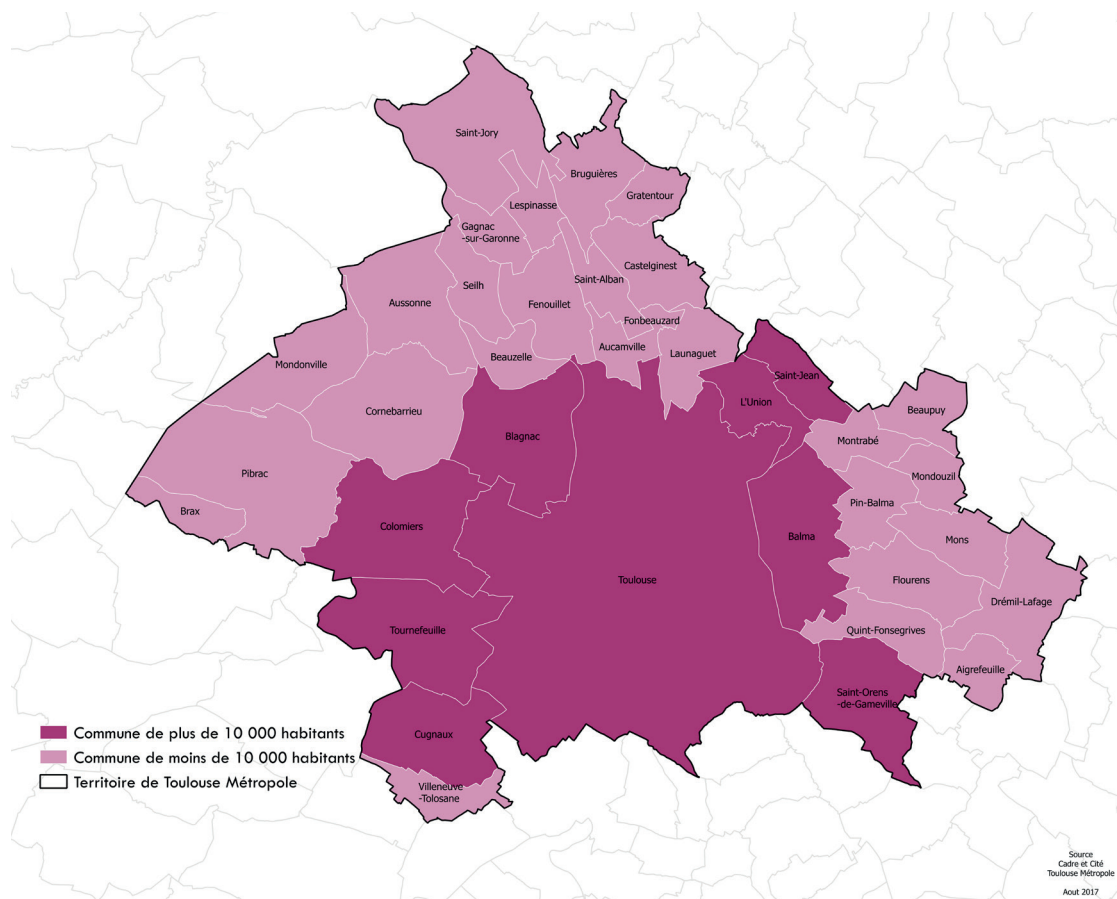 Saint-Jory
Bruguières
Gratentour
Lespinasse
Gagnac
-sur-Garonne
Castelginest
Saint-Alban
Seilh
Aussonne
Fenouillet
Fonbeauzard
Aucamville
Launaguet
Beauzelle
Mondonville
Saint-Jean
L'Union
Cornebarrieu
Beaupuy
Blagnac
Montrabé
Pibrac
Mondouzil
Pin-Balma
Brax
Colomiers
Balma
Mons
Toulouse
Flourens
Drémil-Lafage
Tournefeuille
Quint-Fonsegrives
Aigrefeuille
Saint-Orens
-de-Gameville
Cugnaux
Villeneuve
-Tolosane
Commune de plus de 10 000 habitants
Commune de moins de 10 000 habitants
Territoire de Toulouse Métropole
Source
Cadre et Cité
Toulouse Métropole
Aout 2017